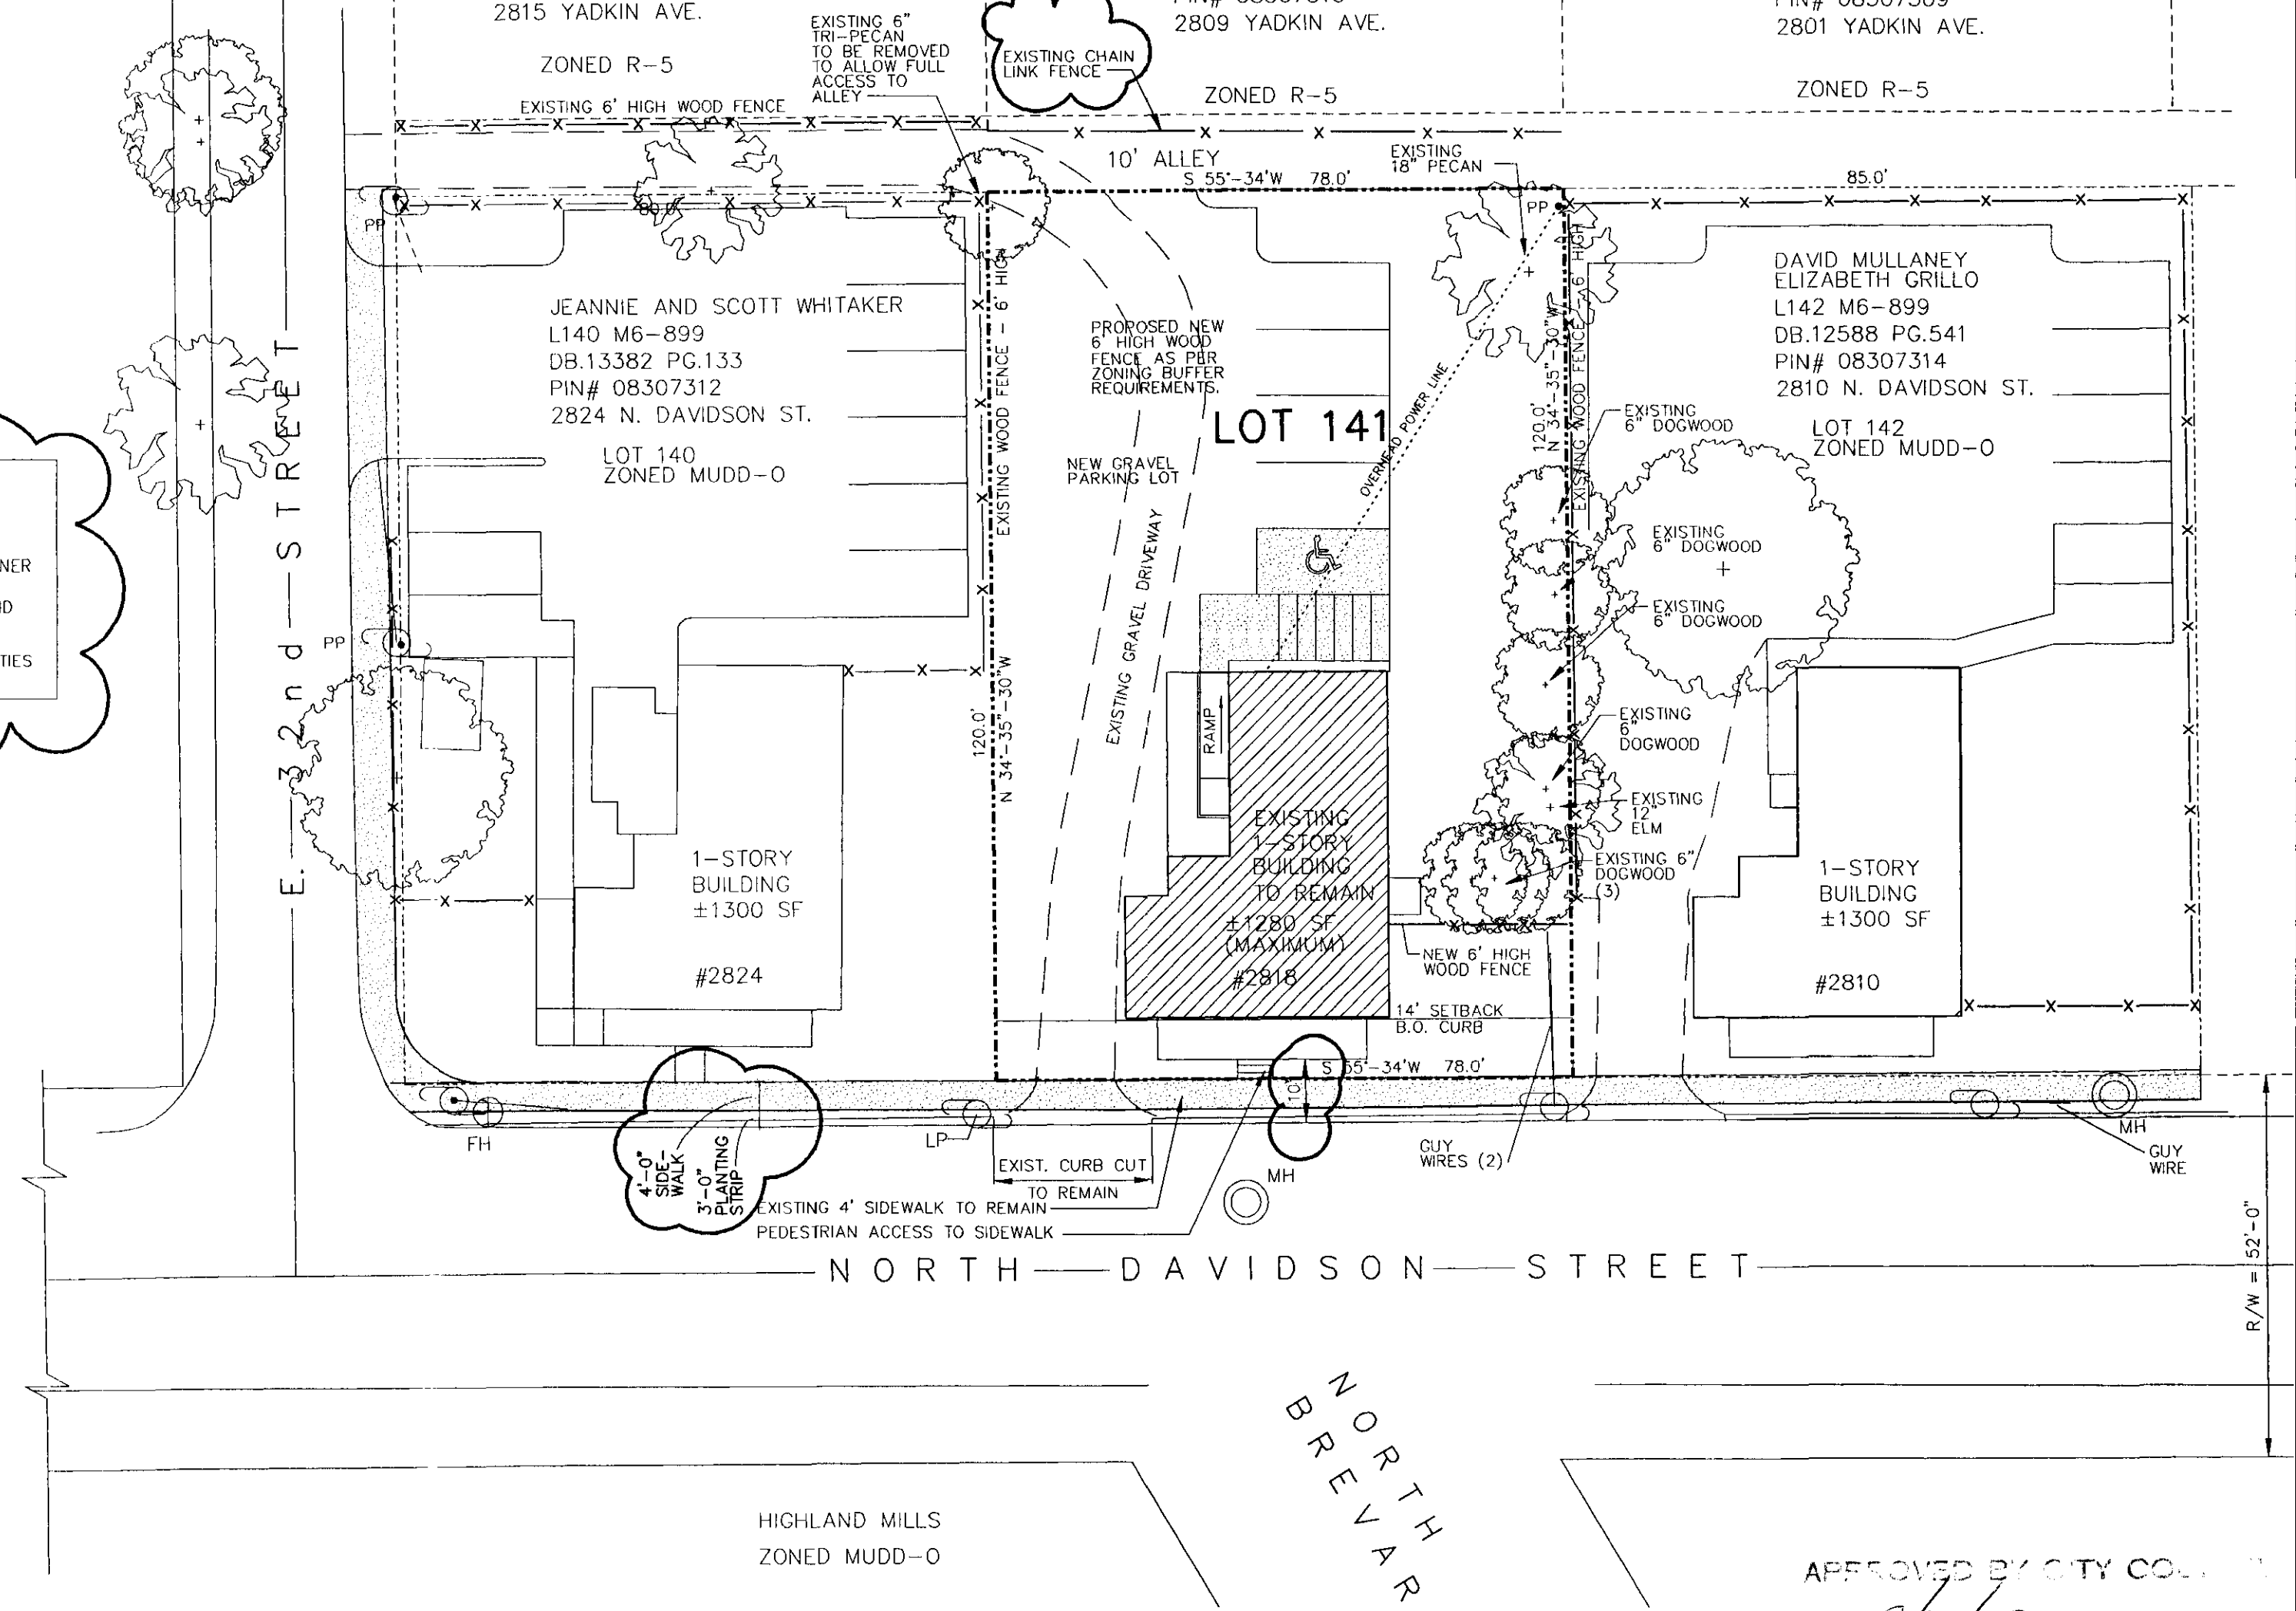 2815 YADKIN AVE.
ZONED R-5
EXISTING 6"
TRI-PECAN
TO BE REMOVED
TO ALLOW FULL
ACCESS TO
ALLEY
EXISTING CHAIN
LINK FENCE
2809 YADKIN AVE.
ZONED R-5
2801 YADKIN AVE.
ZONED R-5
EXISTING 6' HIGH WOOD FENCE
10' ALLEY
EXISTING
18" PECAN
S 55°-34'W 78.0'
85.0'
80.0'
PP
PP
JEANNIE AND SCOTT WHITAKER
L140 M6-899
DB.13382 PG.133
PIN# 08307312
2824 N. DAVIDSON ST.
LOT 140
ZONED MUDD-O
EXISTING WOOD FENCE - 6' HIGH
PROPOSED NEW
6' HIGH WOOD
FENCE AS PER
ZONING BUFFER
REQUIREMENTS.
LOT 141
NEW GRAVEL
PARKING LOT
OVERHEAD POWER LINE
EXISTING GRAVEL DRIVEWAY
120.0'
N 34°-35"-30"W
EXISTING WOOD FENCE - 6' HIGH
DAVID MULLANEY
ELIZABETH GRILLO
L142 M6-899
DB.12588 PG.541
PIN# 08307314
2810 N. DAVIDSON ST.
LOT 142
ZONED MUDD-O
EXISTING
6" DOGWOOD
EXISTING
6" DOGWOOD
EXISTING
6" DOGWOOD
EXISTING
6"
DOGWOOD
EXISTING
12"
ELM
EXISTING 6"
DOGWOOD
(3)
NER
TIES
E. 32nd STREET
PP
120.0'
N 34°-35"-30"W
RAMP
1-STORY
BUILDING
±1300 SF
#2824
EXISTING
1-STORY
BUILDING
TO REMAIN
±1280 SF
(MAXIMUM)
#2818
NEW 6' HIGH
WOOD FENCE
14' SETBACK
B.O. CURB
1-STORY
BUILDING
±1300 SF
#2810
S 55°-34'W 78.0'
10'
FH
LP
4'-0"
SIDE-
WALK
3'-0"
PLANTING
STRIP
EXIST. CURB CUT
TO REMAIN
EXISTING 4' SIDEWALK TO REMAIN
PEDESTRIAN ACCESS TO SIDEWALK
MH
GUY
WIRES (2)
MH
GUY
WIRE
NORTH DAVIDSON STREET
R/W = 52'-0"
NORTH
BREVAR
HIGHLAND MILLS
ZONED MUDD-O
APPROVED BY CITY